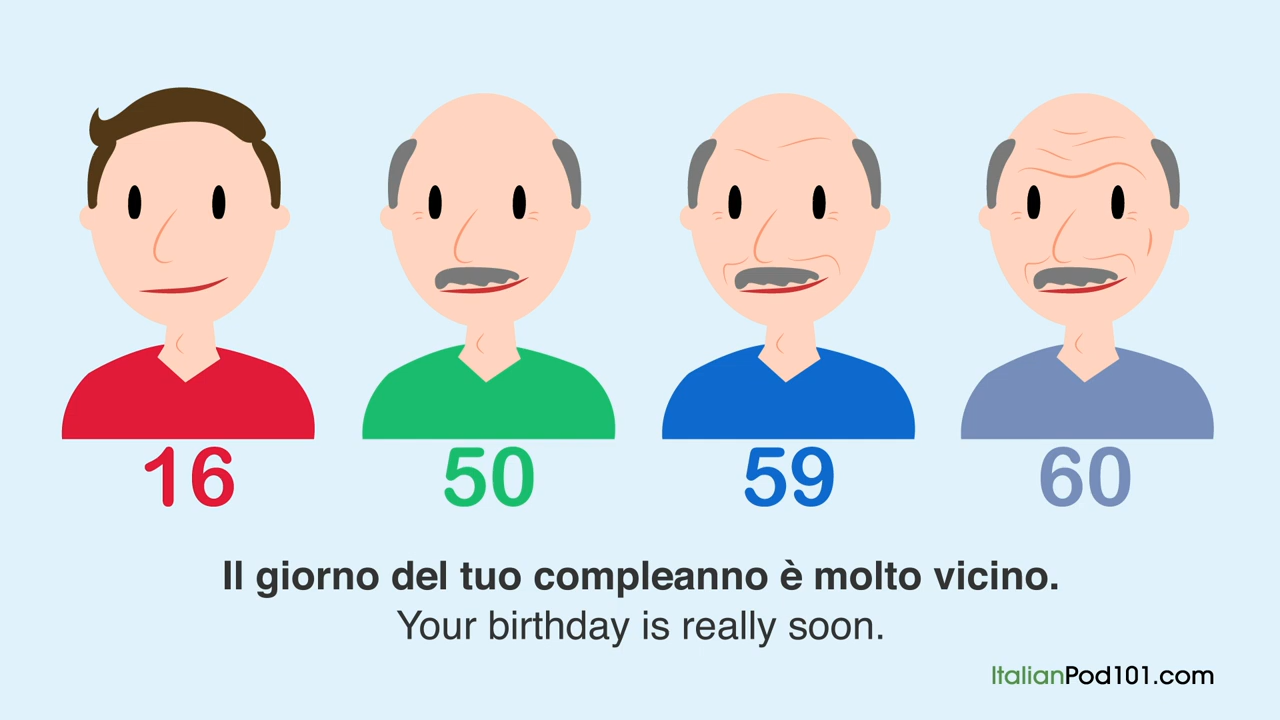 16 50 59 60
Il giorno del tuo compleanno è molto vicino.
Your birthday is really soon.
ItalianPod101.com